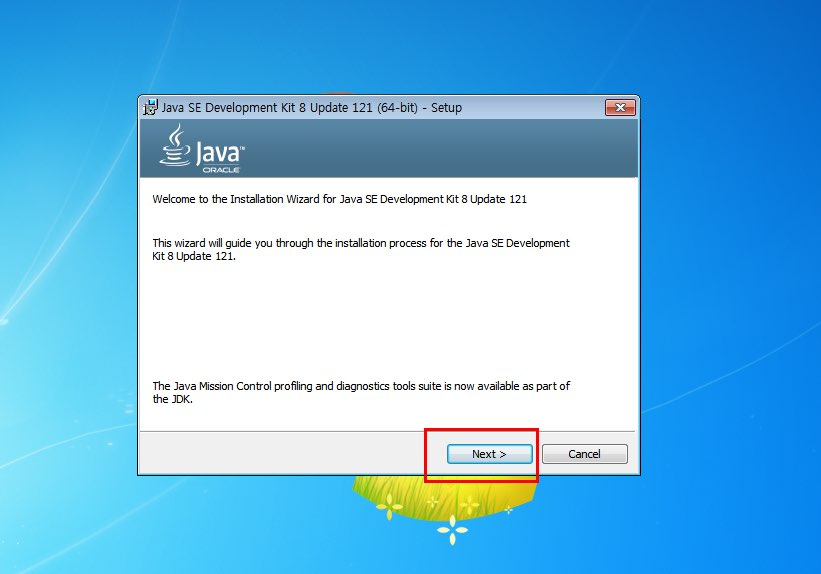 Java SE Development Kit 8 Update 121 (64-bit) - Setup
Java™
ORACLE
Welcome to the Installation Wizard for Java SE Development Kit 8 Update 121
This wizard will guide you through the installation process for the Java SE Development
Kit 8 Update 121.
The Java Mission Control profiling and diagnostics tools suite is now available as part of
the JDK.
Next > Cancel